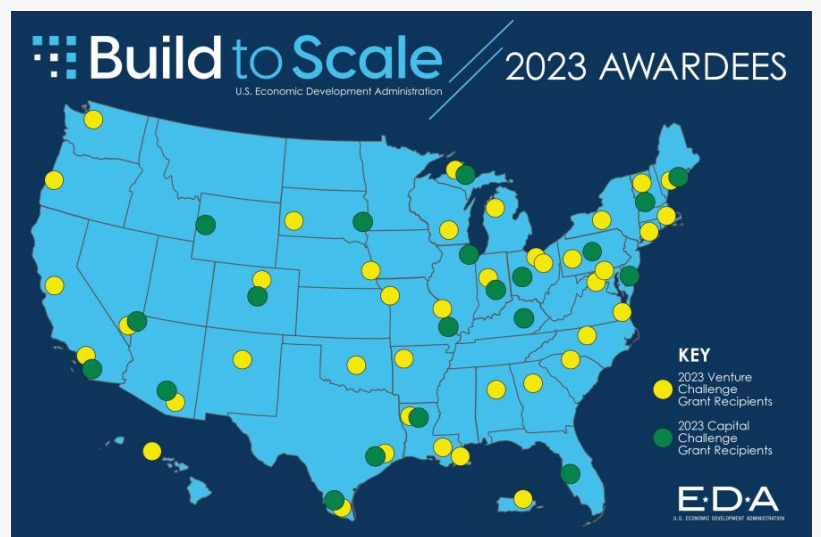 Build to Scale
U.S. Economic Development Administration
2023 AWARDEES
KEY
2023 Venture
Challenge
Grant Recipients
2023 Capital
Challenge
Grant Recipients
E★D★A
U.S. ECONOMIC DEVELOPMENT ADMINISTRATION